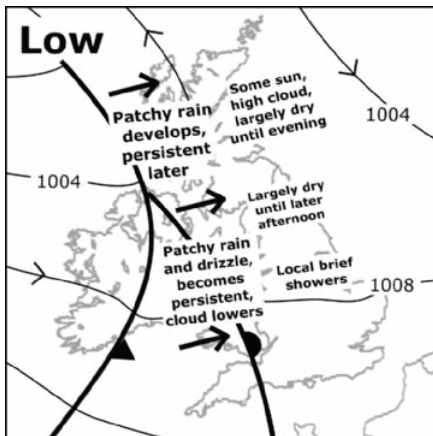 Low
Some sun,
high cloud,
largely dry
until evening
1004
Patchy rain
develops,
persistent
later
1004
Largely dry
until later
afternoon
Patchy rain
and drizzle,
becomes
persistent,
cloud lowers
Local brief
showers
1008